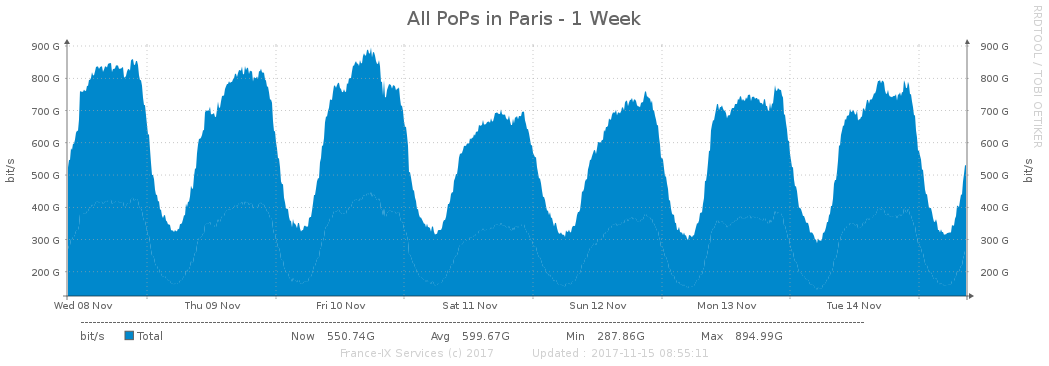 All PoPs in Paris - 1 Week
RRDTOOL / TOBI OETIKER
900 G 900 G
800 G 800 G
700 G 700 G
600 G 600 G
500 G 500 G
400 G 400 G
300 G 300 G
200 G 200 G
bit/s bit/s
Wed 08 Nov Thu 09 Nov Fri 10 Nov Sat 11 Nov Sun 12 Nov Mon 13 Nov Tue 14 Nov
bit/s Total Now 550.74G Avg 599.67G Min 287.86G Max 894.99G
France-IX Services (c) 2017 Updated : 2017-11-15 08:55:11